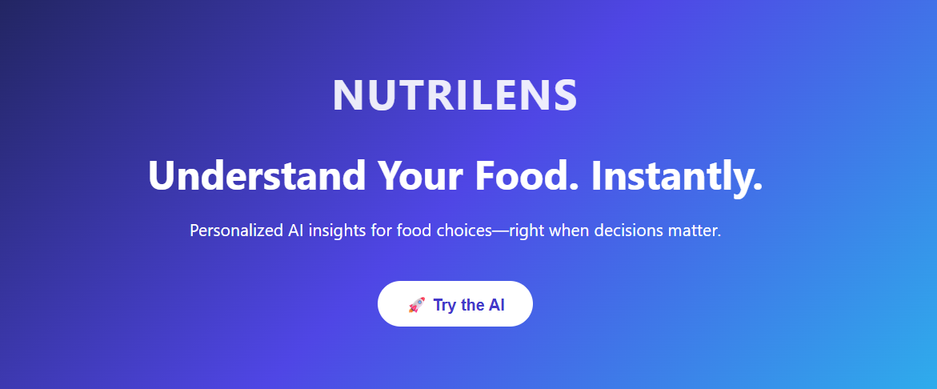 NUTRILENS
Understand Your Food. Instantly.
Personalized AI insights for food choices—right when decisions matter.
🚀 Try the AI